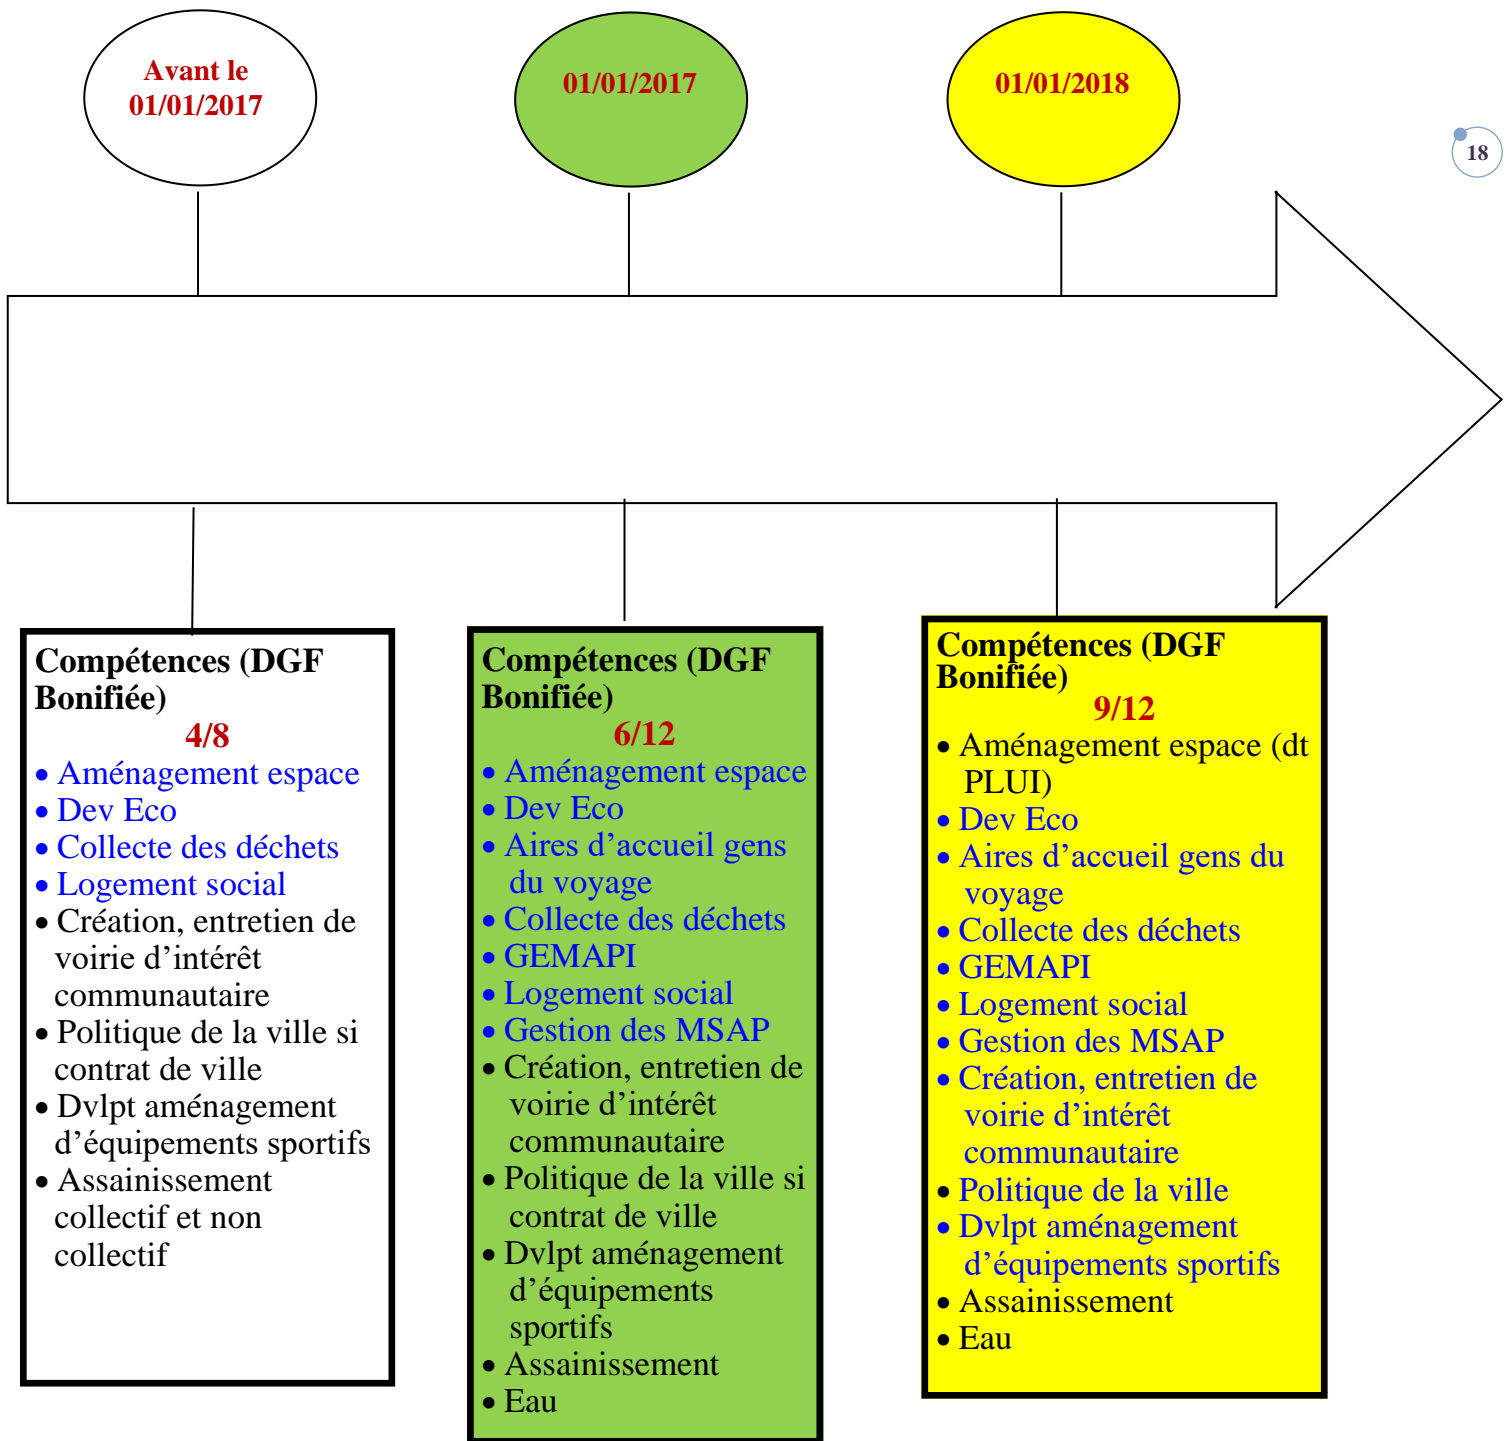 Avant le
01/01/2017
01/01/2017
01/01/2018
18
Compétences (DGF
Bonifiée)
4/8
• Aménagement espace
• Dev Eco
• Collecte des déchets
• Logement social
• Création, entretien de
voirie d’intérêt
communautaire
• Politique de la ville si
contrat de ville
• Dvlpt aménagement
d’équipements sportifs
• Assainissement
collectif et non
collectif
Compétences (DGF
Bonifiée)
6/12
• Aménagement espace
• Dev Eco
• Aires d’accueil gens
du voyage
• Collecte des déchets
• GEMAPI
• Logement social
• Gestion des MSAP
• Création, entretien de
voirie d’intérêt
communautaire
• Politique de la ville si
contrat de ville
• Dvlpt aménagement
d’équipements
sportifs
• Assainissement
• Eau
Compétences (DGF
Bonifiée)
9/12
• Aménagement espace (dt
PLUI)
• Dev Eco
• Aires d’accueil gens du
voyage
• Collecte des déchets
• GEMAPI
• Logement social
• Gestion des MSAP
• Création, entretien de
voirie d’intérêt
communautaire
• Politique de la ville
• Dvlpt aménagement
d’équipements sportifs
• Assainissement
• Eau